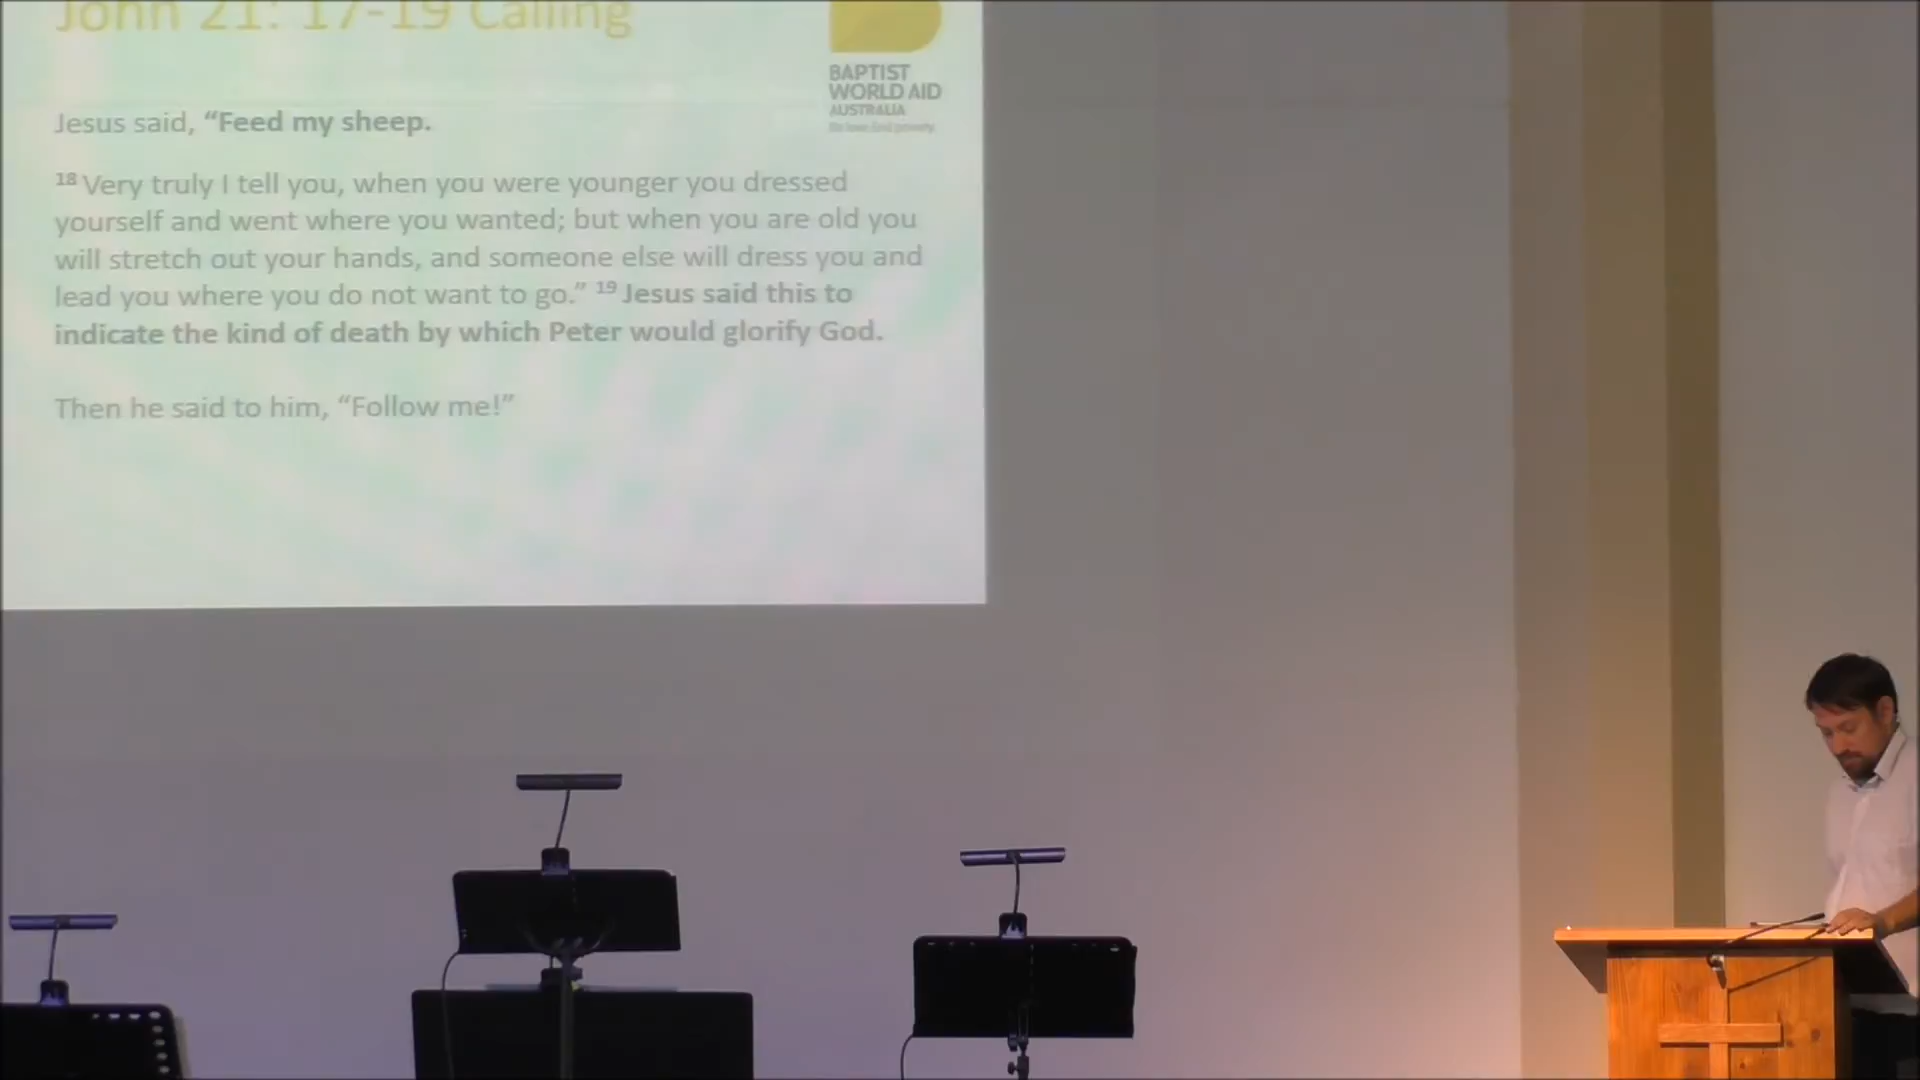 John 21: 17-19 Calling
BAPTIST
WORLD AID
AUSTRALIA
Be love. End poverty.
Jesus said, “Feed my sheep.
18 Very truly I tell you, when you were younger you dressed
yourself and went where you wanted; but when you are old you
will stretch out your hands, and someone else will dress you and
lead you where you do not want to go.” 19 Jesus said this to
indicate the kind of death by which Peter would glorify God.
Then he said to him, “Follow me!”